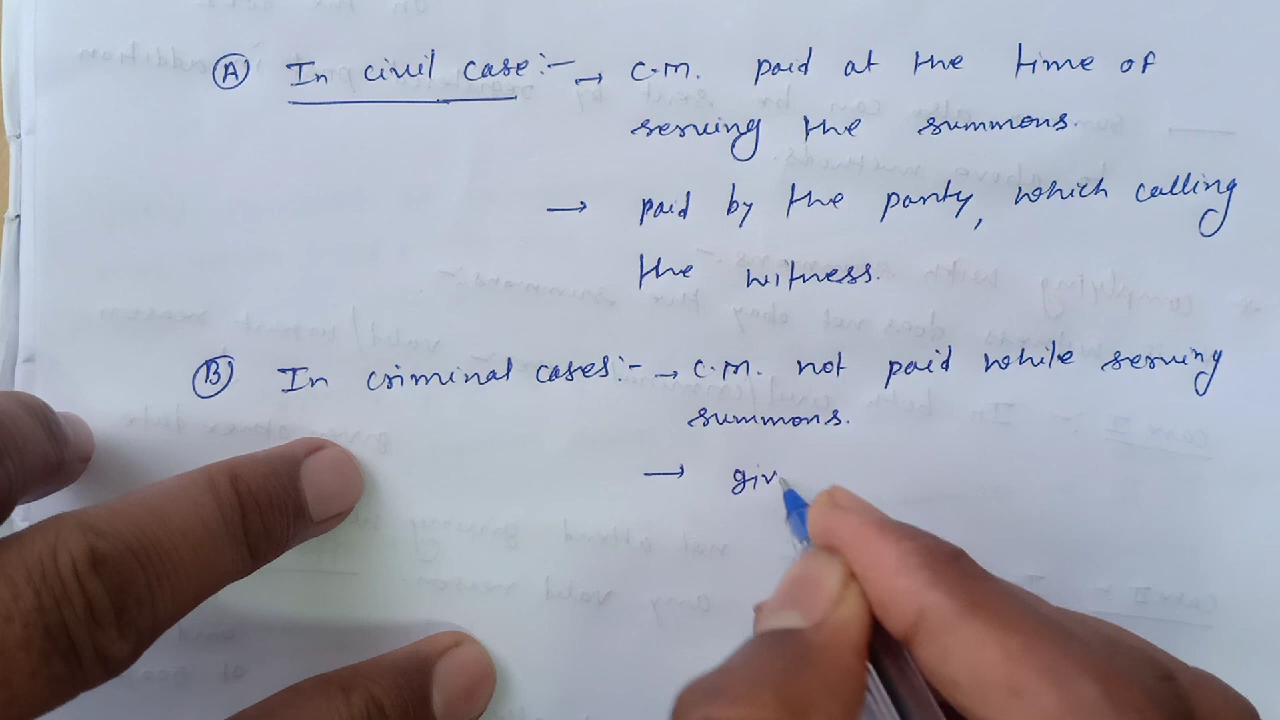 Ⓐ In civil case :- → C.M. paid at the time of
serving the summons.
→ paid by the party, which calling
the witness.
Ⓑ In criminal cases :- → C.M. not paid while serving
summons.
→ giv